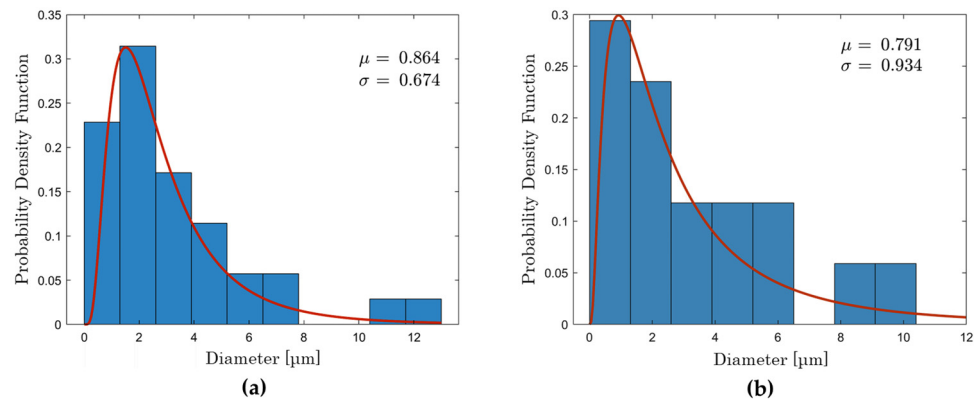 0.35
0.3
0.25
0.2
0.15
0.1
0.05
0
Probability Density Function
μ = 0.864
σ = 0.674
0 2 4 6 8 10 12
Diameter [μm]
(a)
0.3
0.25
0.2
0.15
0.1
0.05
0
Probability Density Function
μ = 0.791
σ = 0.934
0 2 4 6 8 10 12
Diameter [μm]
(b)